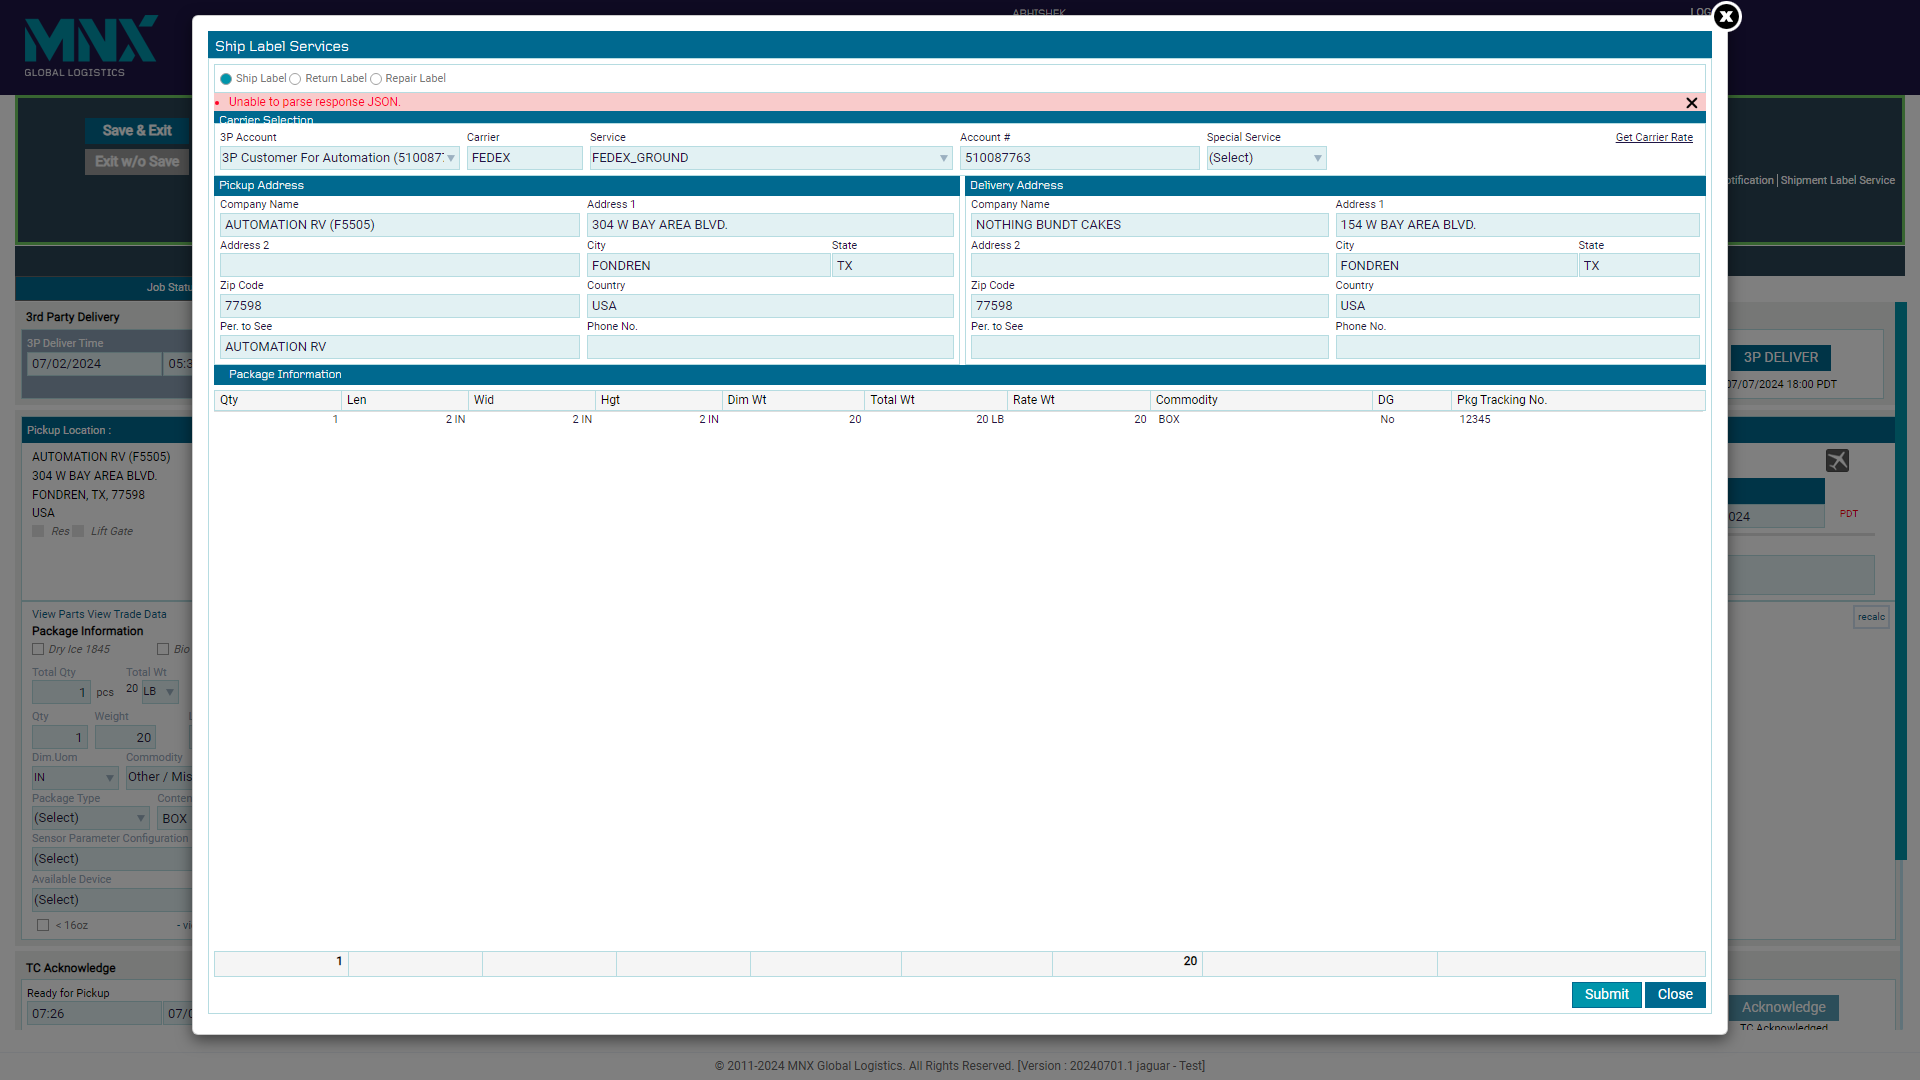 ABHISHEK
MNX
GLOBAL LOGISTICS
Ship Label Services
X
Ship Label Return Label Repair Label
Unable to parse response JSON.
Carrier Selection
3P Account Carrier Service Account # Special Service Get Carrier Rate
3P Customer For Automation (51008 FEDEX FEDEX_GROUND 510087763 (Select)
Pickup Address
Company Name Address 1
AUTOMATION RV (F5505) 304 W BAY AREA BLVD.
Address 2 City State
FONDREN TX
Zip Code Country
77598 USA
Per. to See Phone No.
AUTOMATION RV
Delivery Address
Company Name Address 1
NOTHING BUNDT CAKES 154 W BAY AREA BLVD.
Address 2 City State
FONDREN TX
Zip Code Country
77598 USA
Per. to See Phone No.
Package Information
Qty Len Wid Hgt Dim Wt Total Wt Rate Wt Commodity DG Pkg Tracking No.
1 2 IN 2 IN 2 IN 20 20 LB 20 BOX No 12345
1 20
Submit Close
Save & Exit
Exit w/o Save
Shipment Label Service
Job
3rd Party Delivery
3P Deliver Time
07/02/2024 05:3
3P DELIVER
07/07/2024 18:00 PDT
Pickup Location :
AUTOMATION RV (F5505)
304 W BAY AREA BLVD.
FONDREN, TX, 77598
USA
Res Lift Gate
PDT
View Parts View Trade Data
recalc
Package Information
Dry Ice 1845 Bio
Total Qty Total Wt
1 pcs 20 LB
Qty Weight
1 20
Dim.Uom Commodity
IN Other /
Package Type
(Select) BOX
Sensor Parameter Configuration
(Select)
Available Device
(Select)
< 16oz
TC Acknowledge
Ready for Pickup
07:26
Acknowledge
TC Acknowledged
© 2011-2024 MNX Global Logistics. All Rights Reserved. [Version : 20240701.1 jaguar - Test]